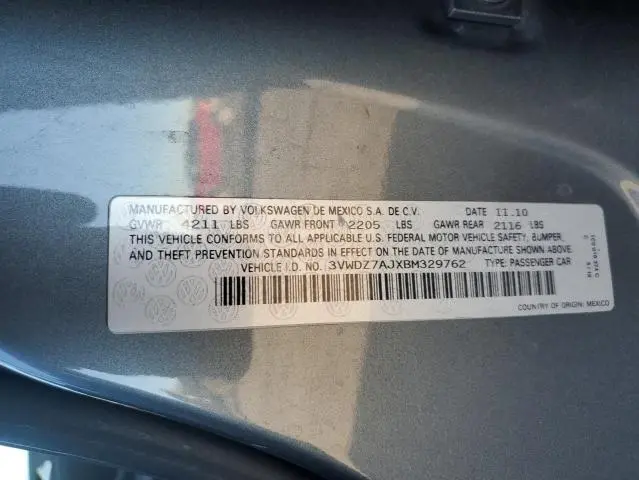 MANUFACTURED BY VOLKSWAGEN DE MEXICO S.A. DE C.V. DATE 11.10
GVWR 4211 LBS GAWR FRONT 2205 LBS GAWR REAR 2116 LBS
THIS VEHICLE CONFORMS TO ALL APPLICABLE U.S. FEDERAL MOTOR VEHICLE SAFETY, BUMPER,
AND THEFT PREVENTION STANDARDS IN EFFECT ON THE DATE OF MANUFACTURE SHOWN ABOVE.
VEHICLE I.D. NO. 3VWDZ7AJXBM329762 TYPE: PASSENGER CAR
COUNTRY OF ORIGIN: MEXICO